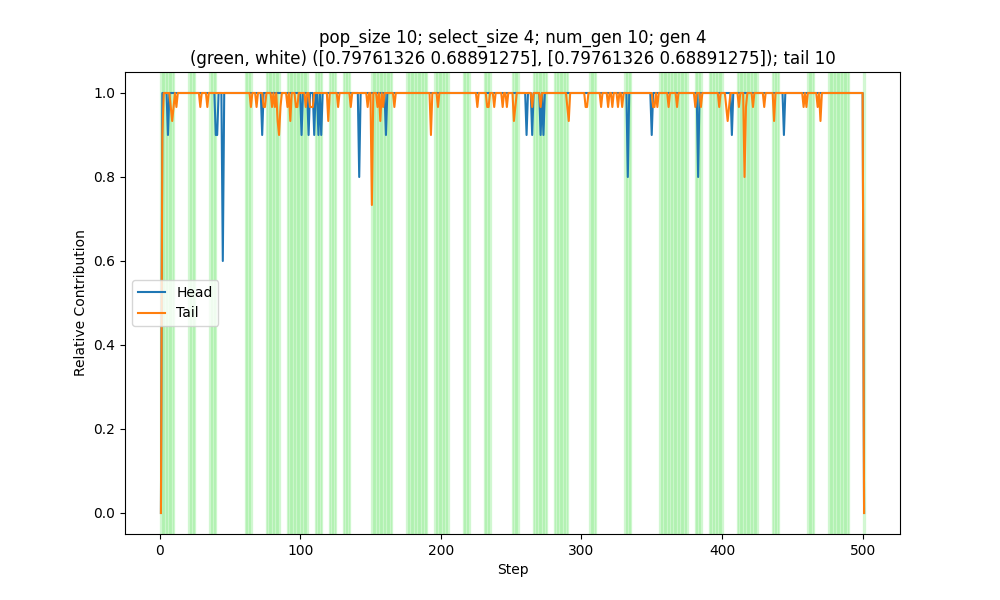 pop_size 10; select_size 4; num_gen 10; gen 4
(green, white) ([0.79761326 0.68891275], [0.79761326 0.68891275]); tail 10
1.0
0.8
0.6
0.4
0.2
0.0
Relative Contribution
Head
Tail
0
100
200
300
400
500
Step